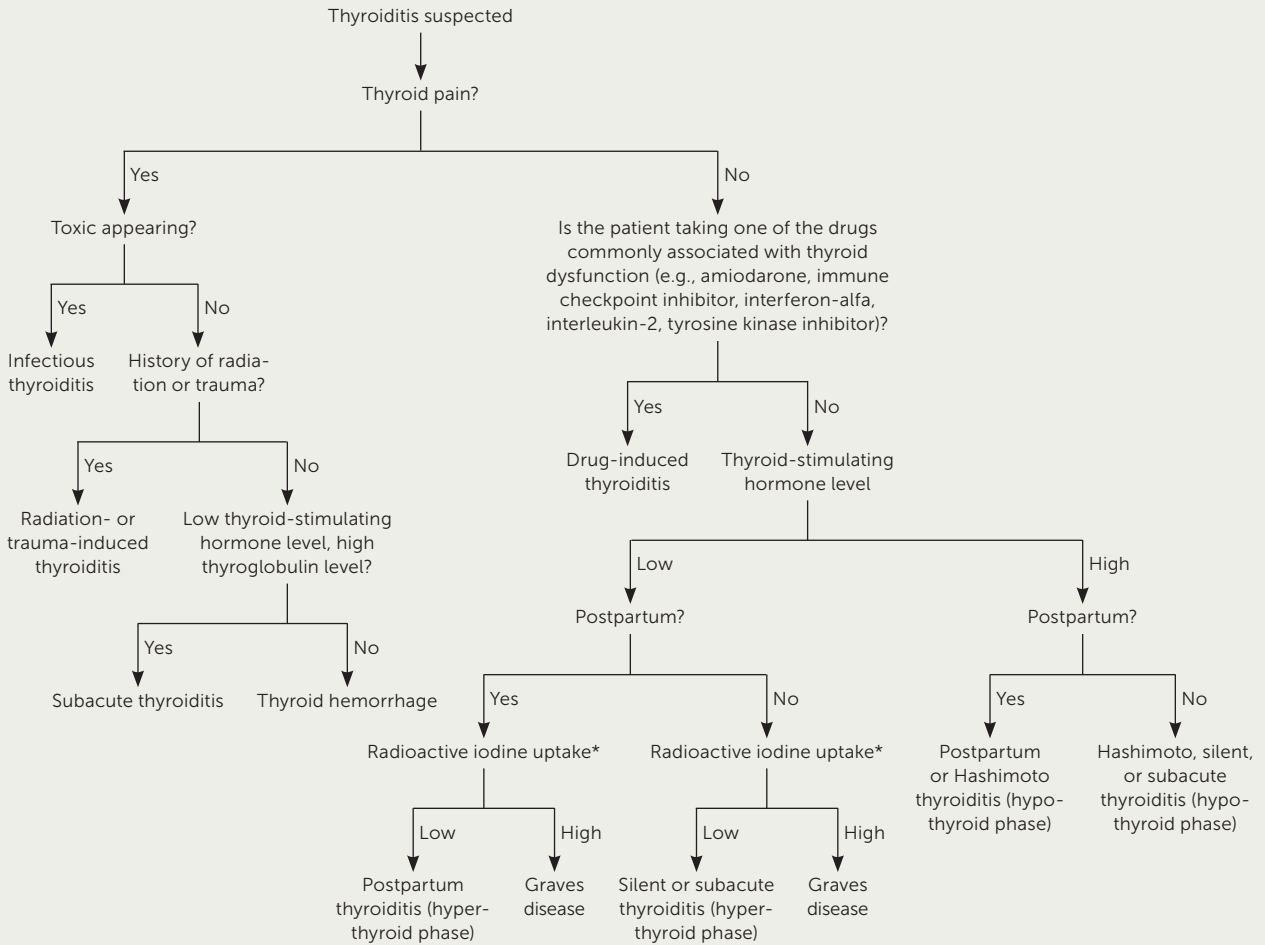 Thyroiditis suspected
Thyroid pain?
Yes
No
Toxic appearing?
Is the patient taking one of the drugs
commonly associated with thyroid
dysfunction (e.g., amiodarone, immune
checkpoint inhibitor, interferon-alfa,
interleukin-2, tyrosine kinase inhibitor)?
Yes
No
Infectious
thyroiditis
History of radia-
tion or trauma?
Yes
No
Drug-induced
thyroiditis
Thyroid-stimulating
hormone level
Yes
No
Radiation- or
trauma-induced
thyroiditis
Low thyroid-stimulating
hormone level, high
thyroglobulin level?
Low
High
Postpartum?
Postpartum?
Yes
No
Subacute thyroiditis
Thyroid hemorrhage
Yes
No
Yes
No
Radioactive iodine uptake*
Radioactive iodine uptake*
Postpartum
or Hashimoto
thyroiditis (hypo-
thyroid phase)
Hashimoto, silent,
or subacute
thyroiditis (hypo-
thyroid phase)
Low
High
Low
High
Postpartum
thyroiditis (hyper-
thyroid phase)
Graves
disease
Silent or subacute
thyroiditis (hyper-
thyroid phase)
Graves
disease